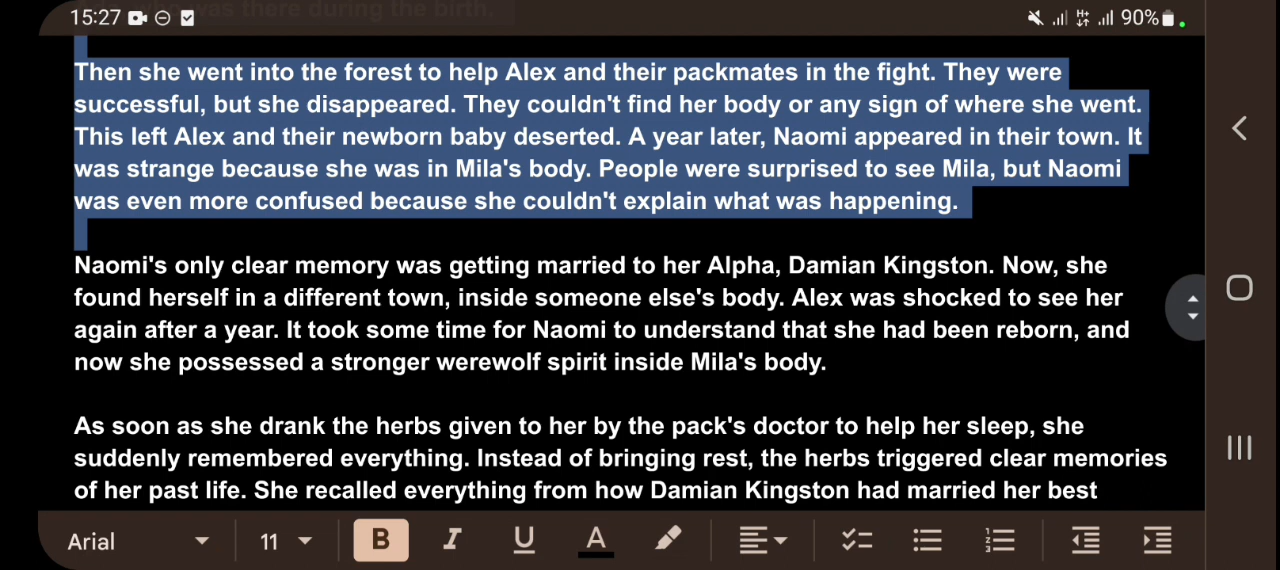 15:27
90%
who was there during the birth.
Then she went into the forest to help Alex and their packmates in the fight. They were
successful, but she disappeared. They couldn't find her body or any sign of where she went.
This left Alex and their newborn baby deserted. A year later, Naomi appeared in their town. It
was strange because she was in Mila's body. People were surprised to see Mila, but Naomi
was even more confused because she couldn't explain what was happening.
Naomi's only clear memory was getting married to her Alpha, Damian Kingston. Now, she
found herself in a different town, inside someone else's body. Alex was shocked to see her
again after a year. It took some time for Naomi to understand that she had been reborn, and
now she possessed a stronger werewolf spirit inside Mila's body.
As soon as she drank the herbs given to her by the pack's doctor to help her sleep, she
suddenly remembered everything. Instead of bringing rest, the herbs triggered clear memories
of her past life. She recalled everything from how Damian Kingston had married her best
Arial 11 B I U A